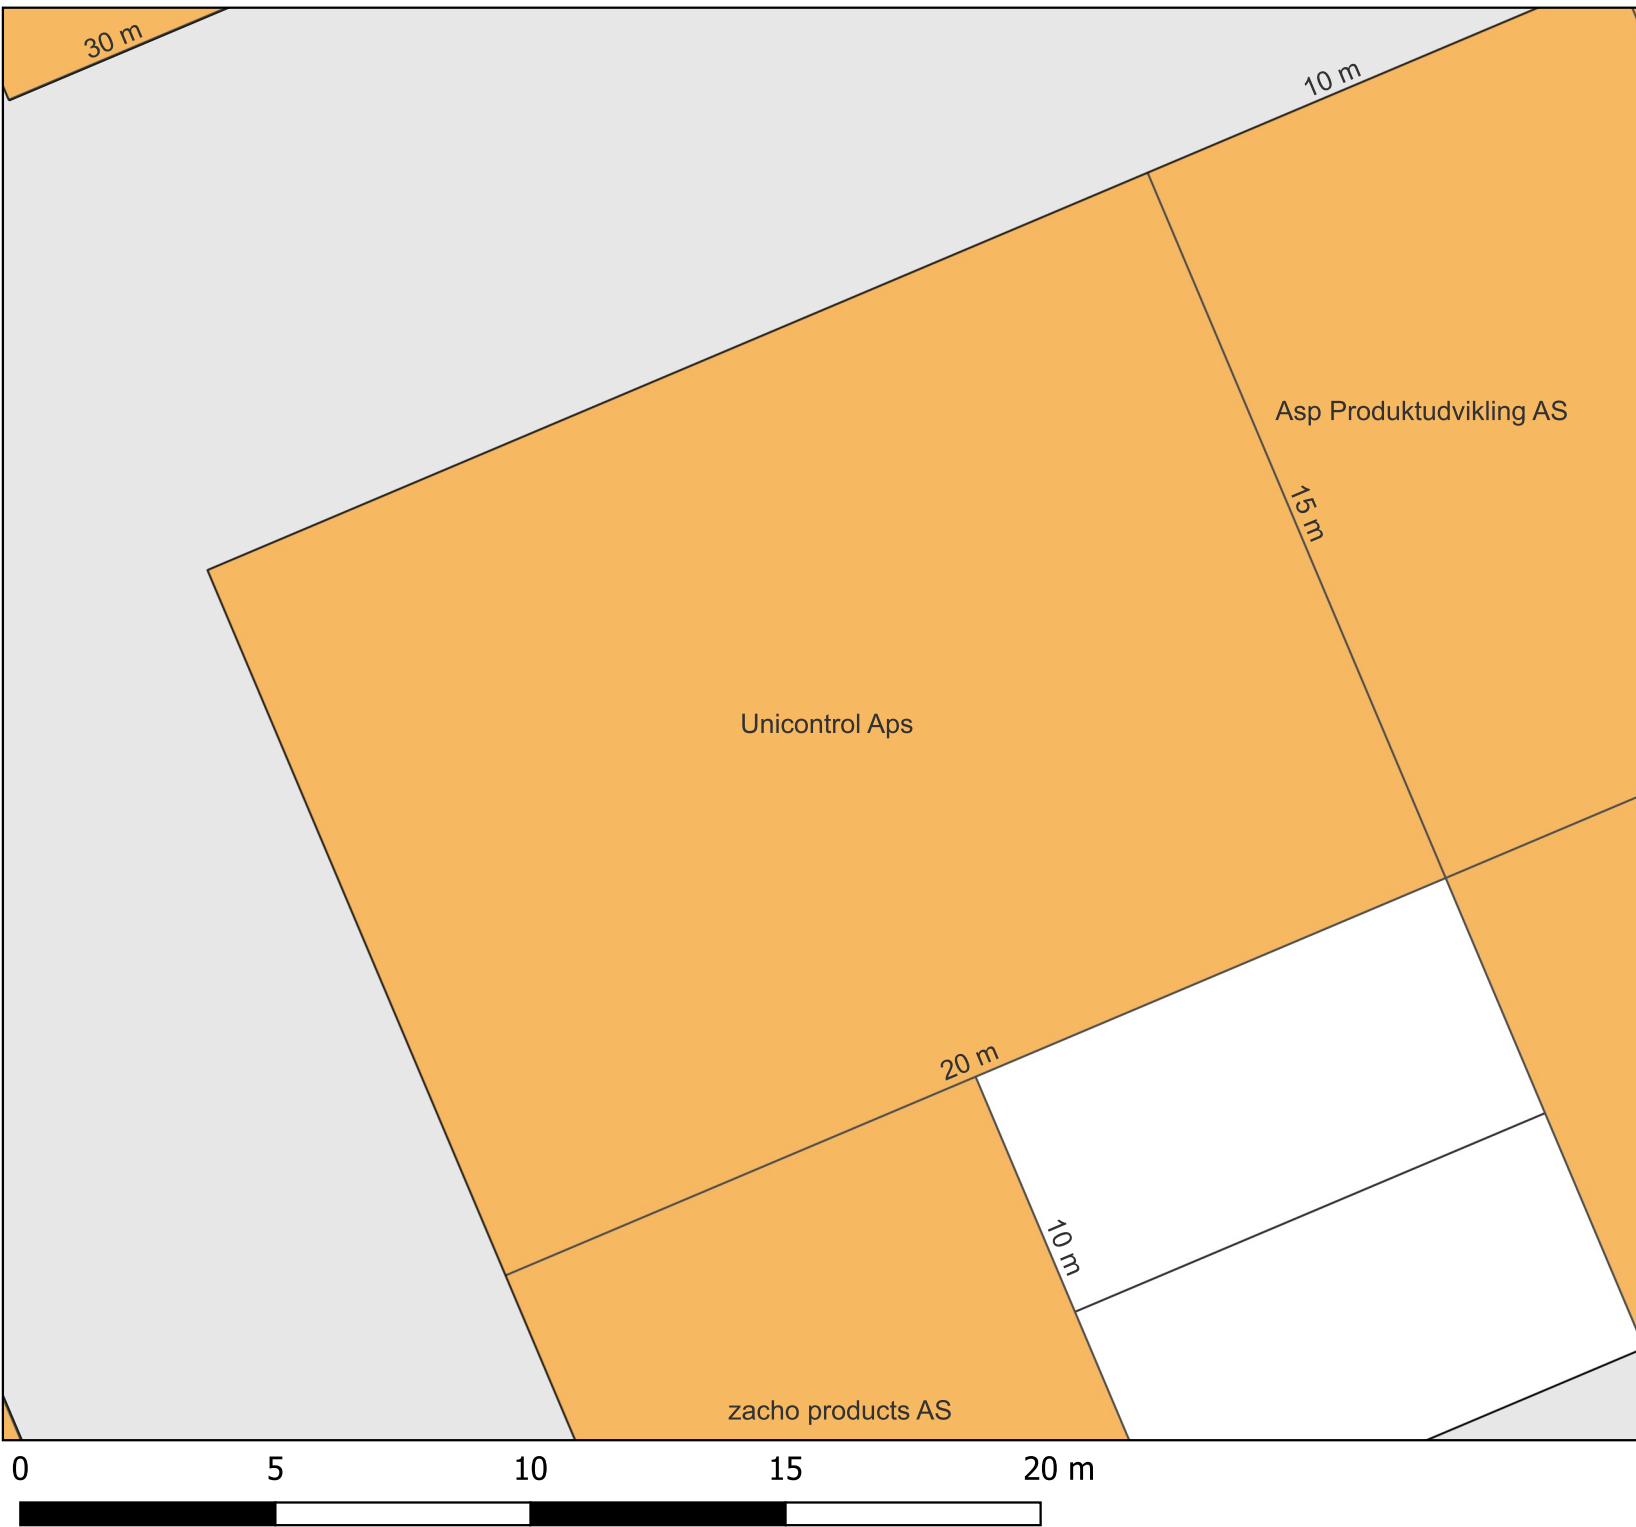 30 m
10 m
Asp Produktudvikling AS
15 m
Unicontrol Aps
20 m
10 m
zacho products AS
0 5 10 15 20 m